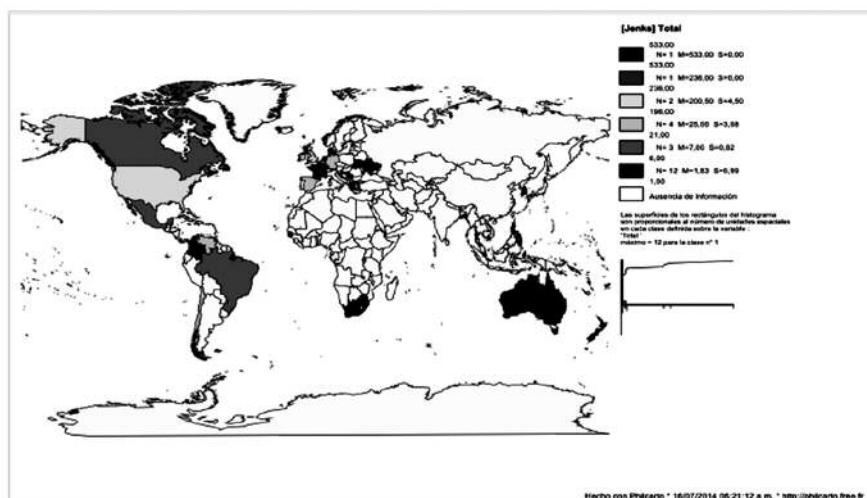 [Jenks] Total
533,00
N= 1 M=533,00 S=0,00
533,00
N= 1 M=236,00 S=0,00
236,00
N= 2 M=200,50 S=4,50
196,00
N= 4 M=25,00 S=3,68
21,00
N= 3 M=7,00 S=0,82
6,00
N= 12 M=1,83 S=0,99
1,00
Ausencia de información
Las superficies de los rectángulos del histograma
son proporcionales al número de unidades espaciales
en cada clase definida sobre la variable :
'Total '
máximo = 12 para la clase n° 1
Hecho con Philcarto * 16/07/2014 06:21:12 a.m. * http://philcarto.free.fr